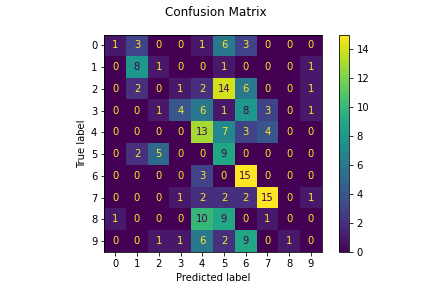 Confusion Matrix
0 1 3 0 0 1 6 3 0 0 0
1 0 8 1 0 0 1 0 0 0 1
2 0 2 0 1 2 14 6 0 0 1
3 0 0 1 4 6 1 8 3 0 1
4 0 0 0 0 13 7 3 4 0 0
5 0 2 5 0 0 9 0 0 0 0
6 0 0 0 0 3 0 15 0 0 0
7 0 0 0 1 2 2 2 15 0 1
8 1 0 0 0 10 9 0 1 0 0
9 0 0 1 1 6 2 9 0 1 0
0 1 2 3 4 5 6 7 8 9
Predicted label
True label
14
12
10
8
6
4
2
0